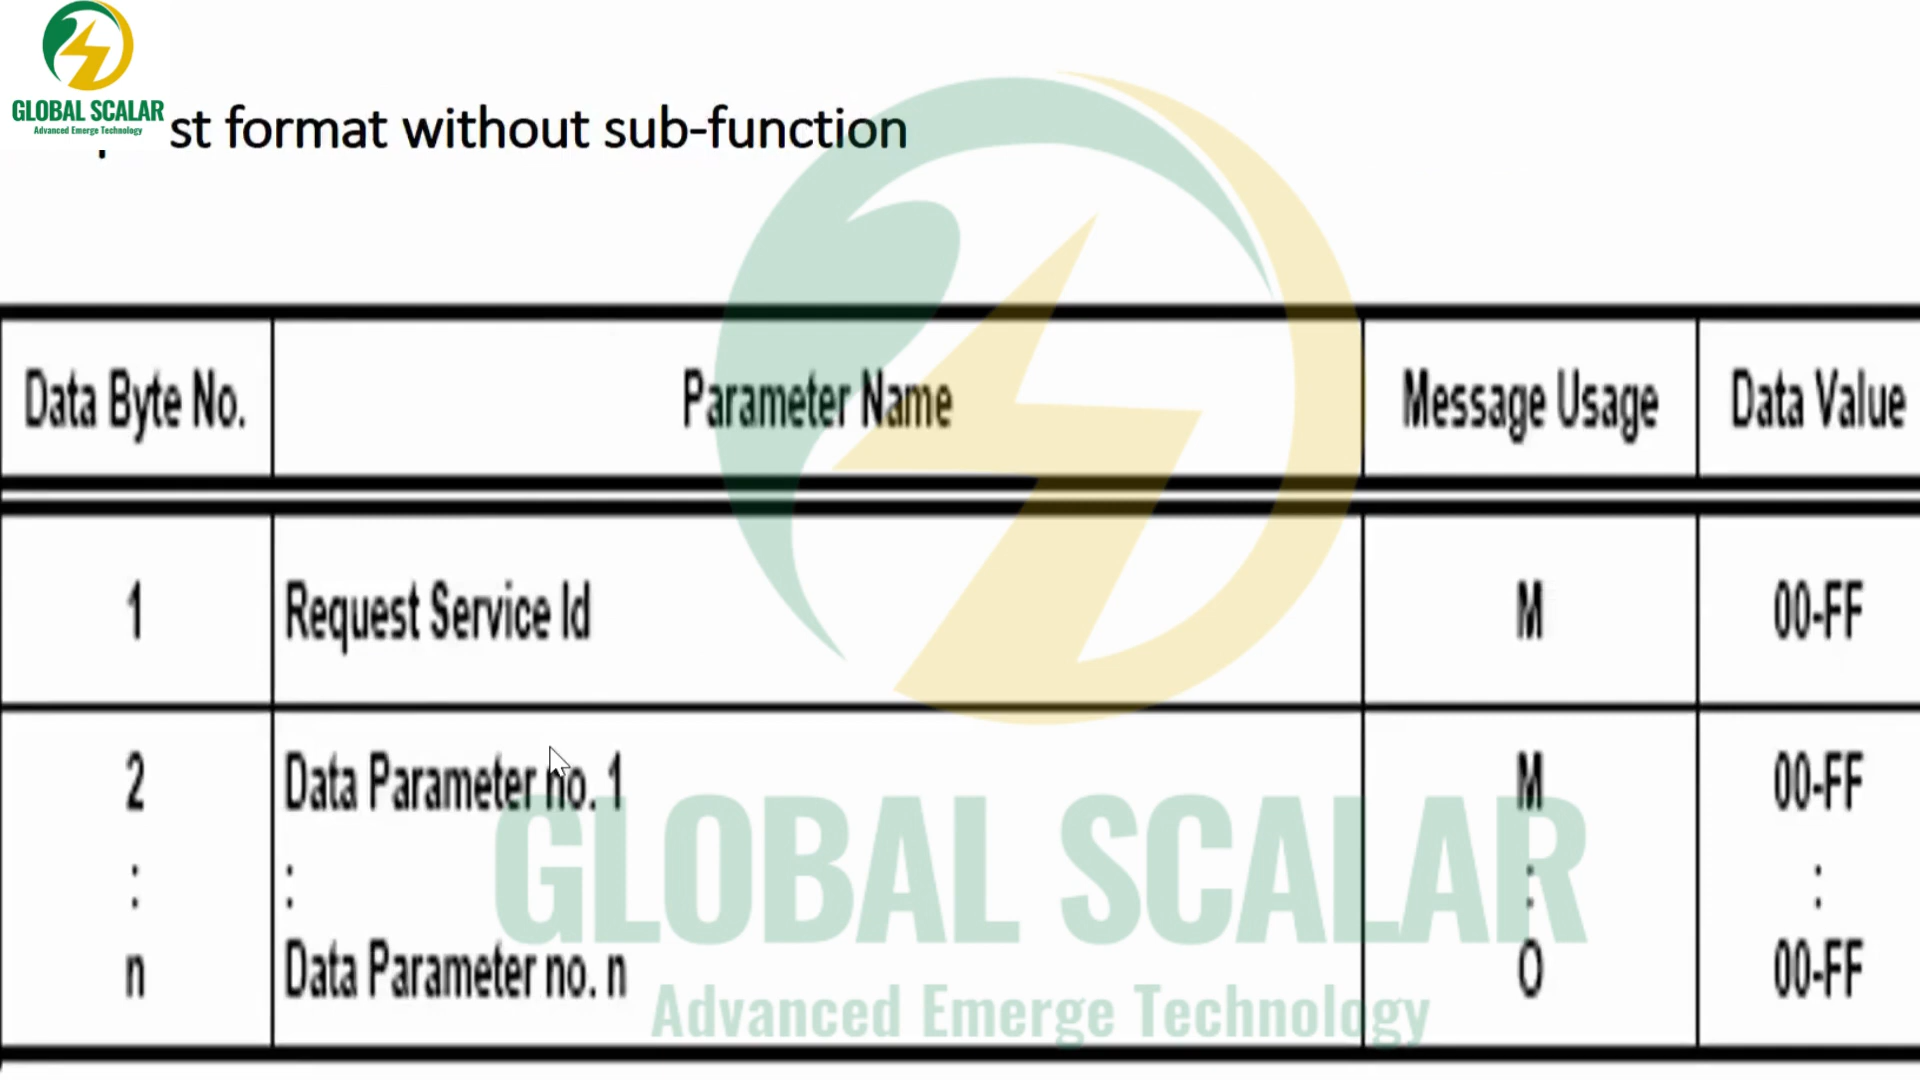 GLOBAL SCALAR
Advanced Emerge Technology
st format without sub-function
Data Byte No. Parameter Name Message Usage Data Value
1 Request Service Id M 00-FF
2 Data Parameter no. 1 M 00-FF
: : : :
n Data Parameter no. n O 00-FF
GLOBAL SCALAR
Advanced Emerge Technology